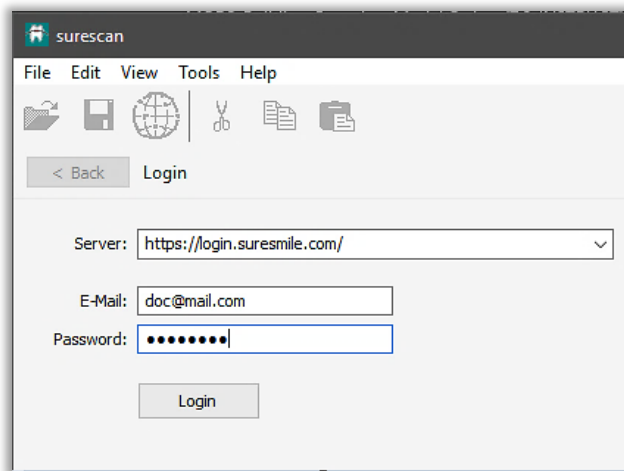 surescan
File Edit View Tools Help
< Back Login
Server: https://login.suresmile.com/
E-Mail: doc@mail.com
Password: ●●●●●●●●
Login